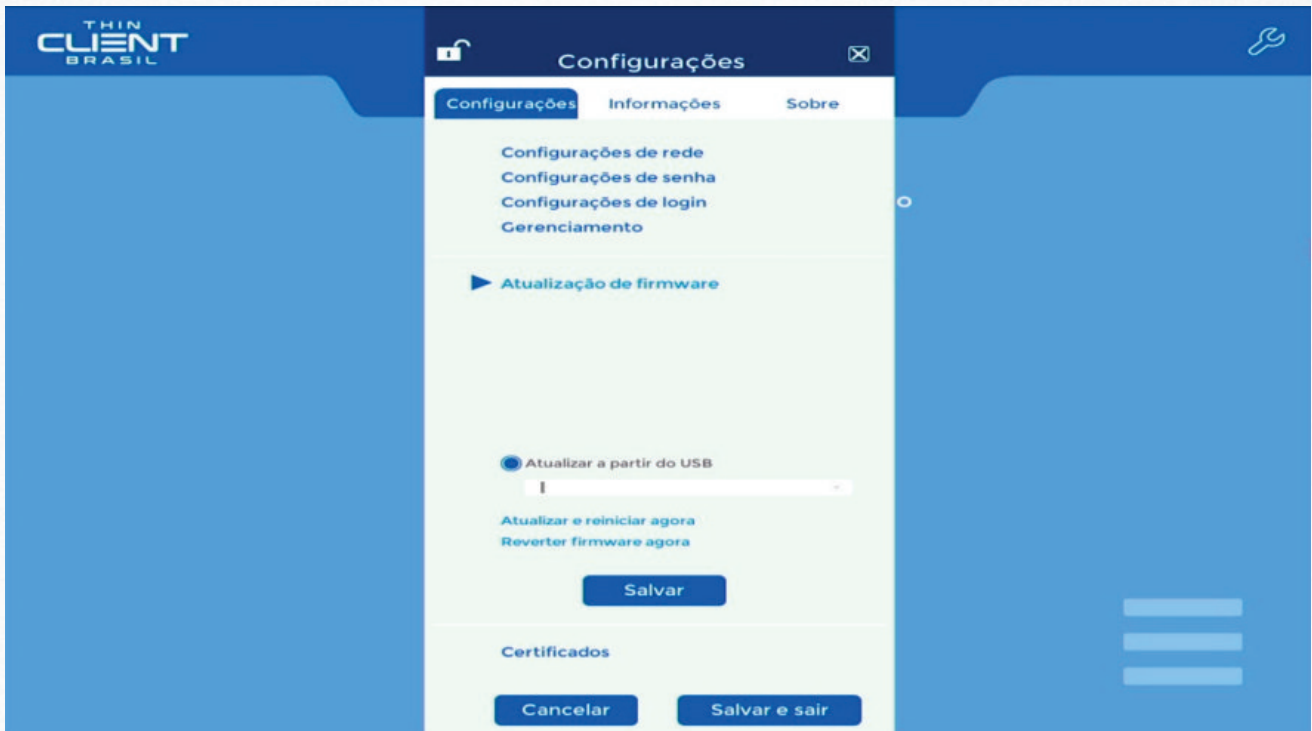 THIN
CLIENT
BRASIL
Configurações
Configurações Informações Sobre
Configurações de rede
Configurações de senha
Configurações de login
o
Gerenciamento
Atualização de firmware
Atualizar a partir do USB
Atualizar e reiniciar agora
Reverter firmware agora
Salvar
Certificados
Cancelar Salvar e sair